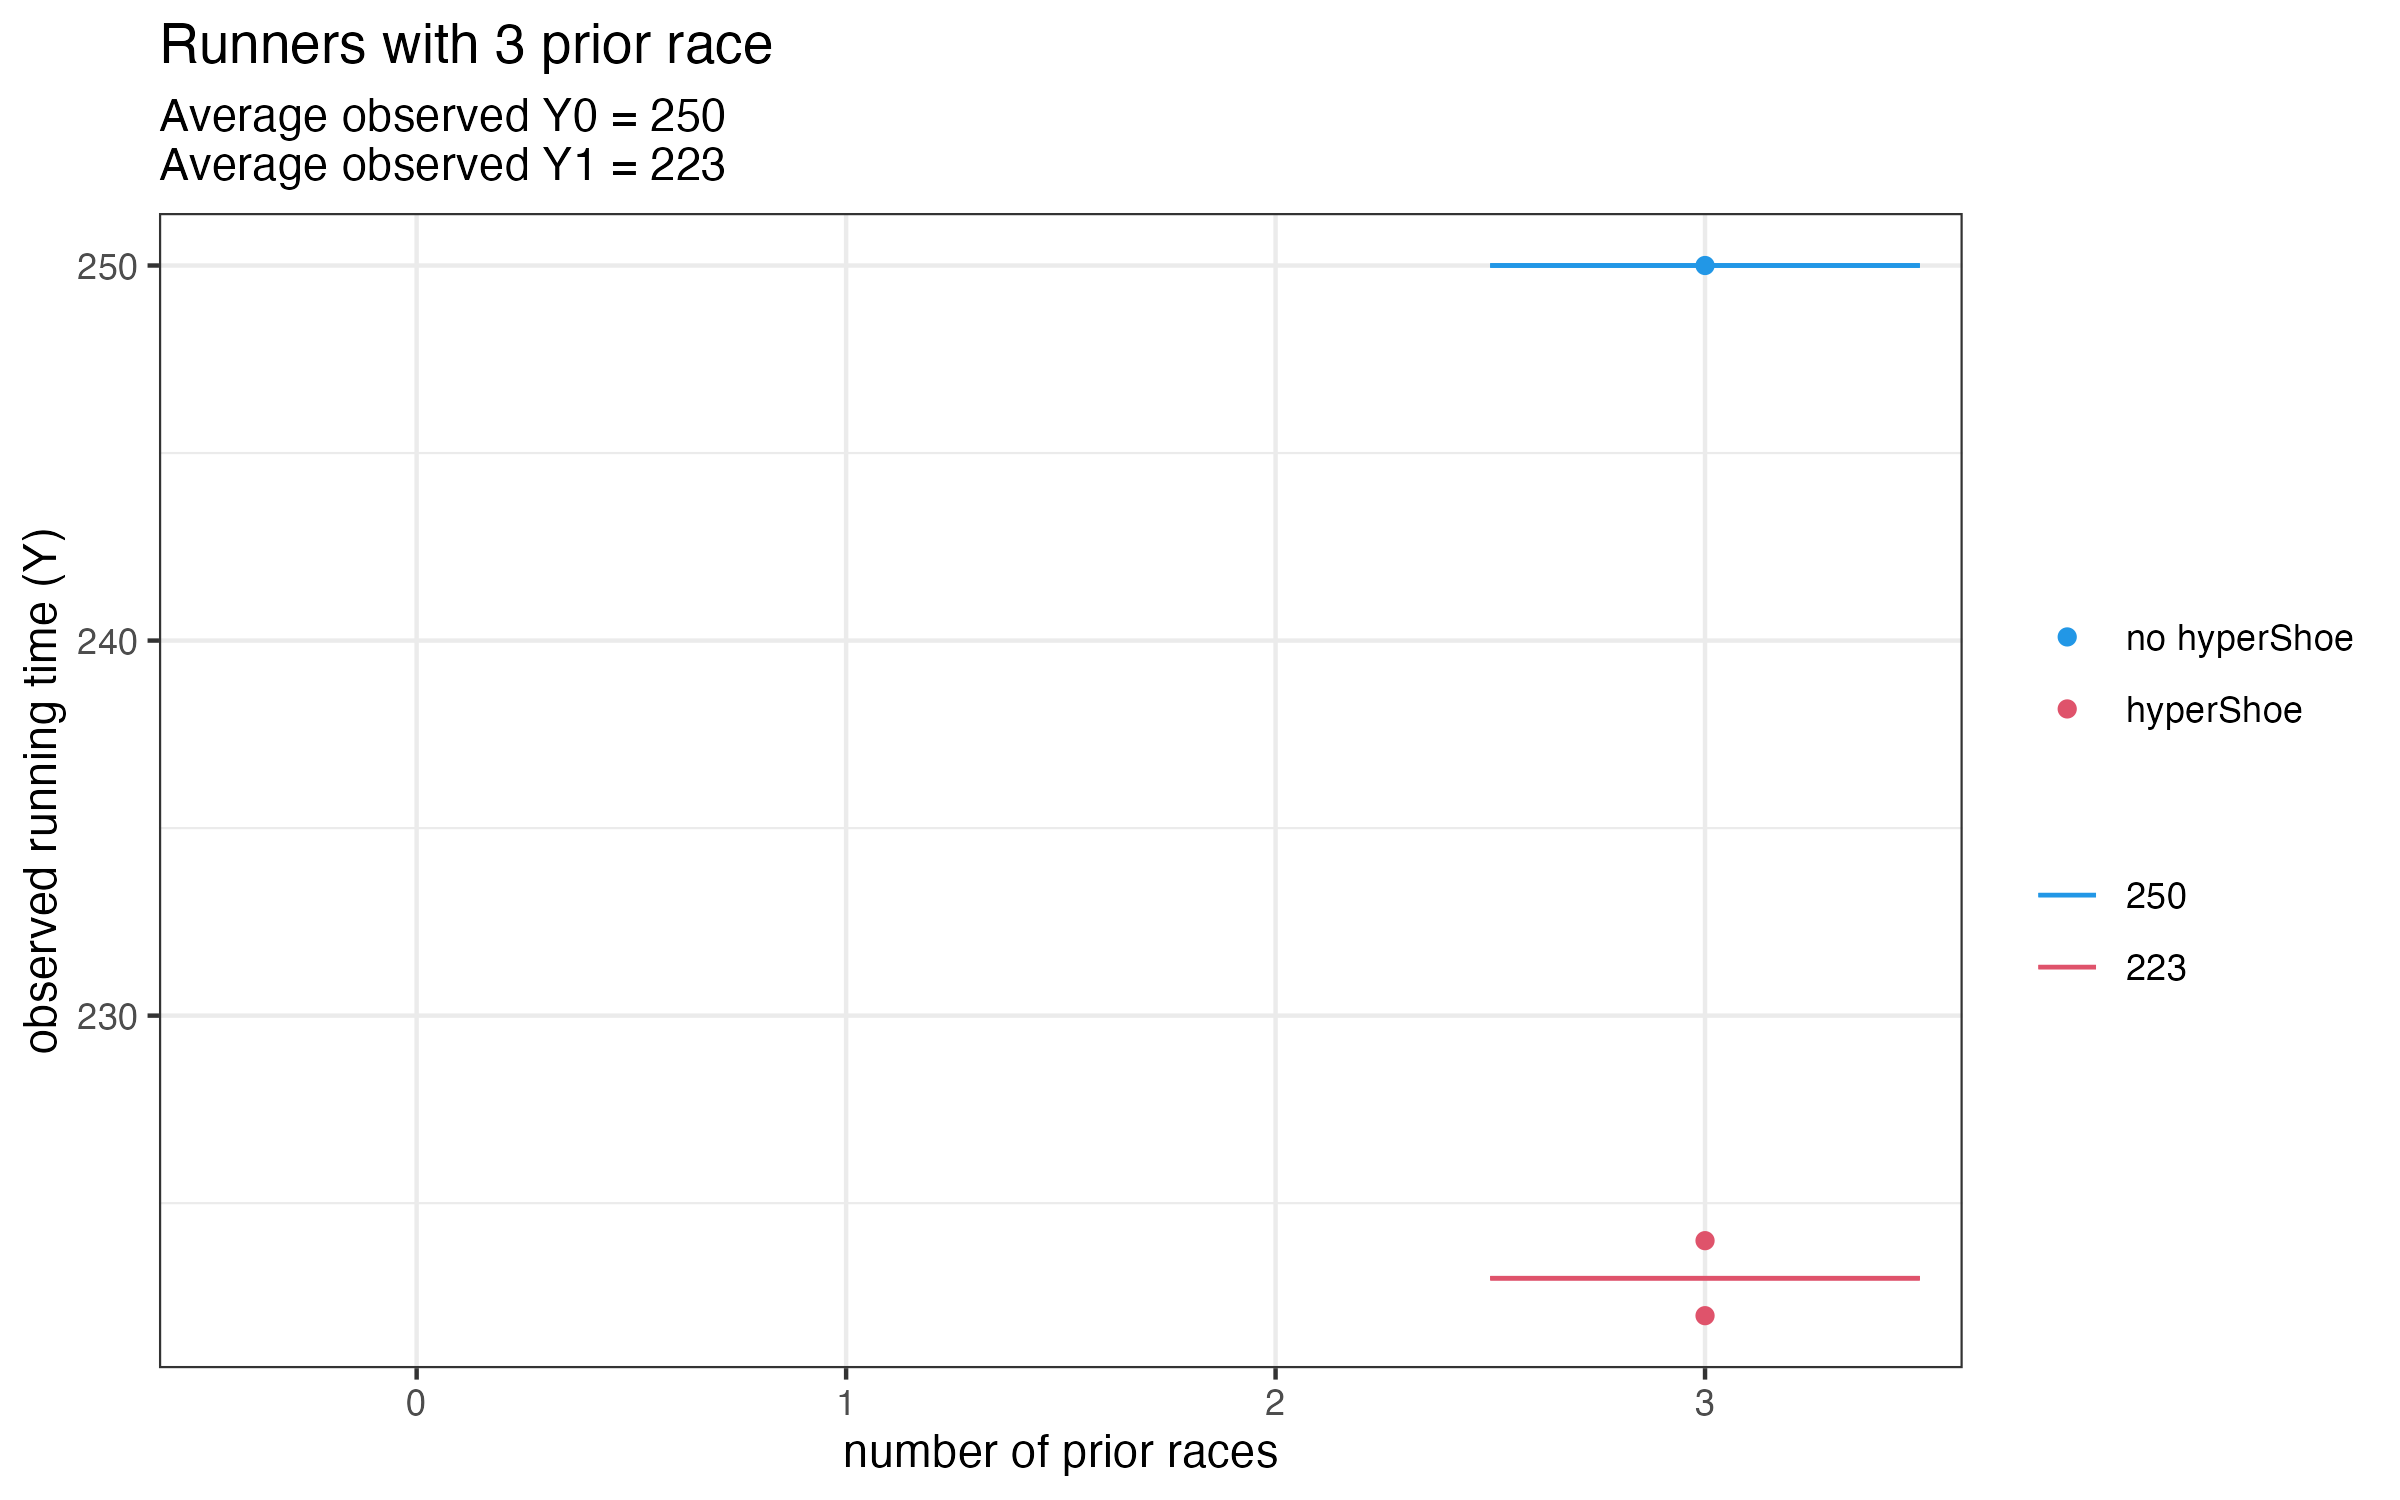 Runners with 3 prior race
Average observed Y0 = 250
Average observed Y1 = 223
observed running time (Y)
250
240
230
0
1
2
3
number of prior races
no hyperShoe
hyperShoe
250
223